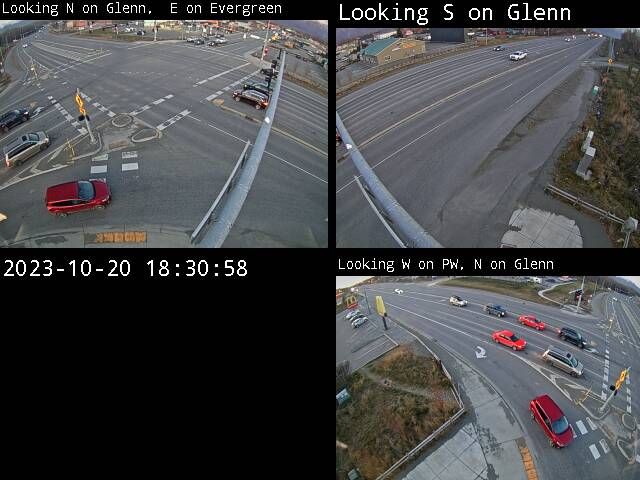 Looking N on Glenn,  E on Evergreen
Looking S on Glenn
2023-10-20 18:30:58
Looking W on PW, N on Glenn